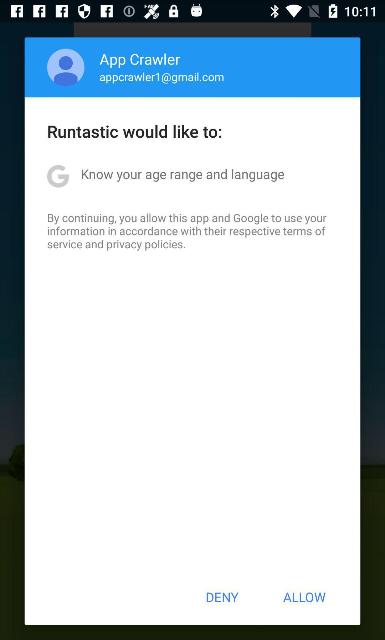 10:11
App Crawler
appcrawler1@gmail.com
Runtastic would like to:
G Know your age range and language
By continuing, you allow this app and Google to use your
information in accordance with their respective terms of
service and privacy policies.
DENY ALLOW